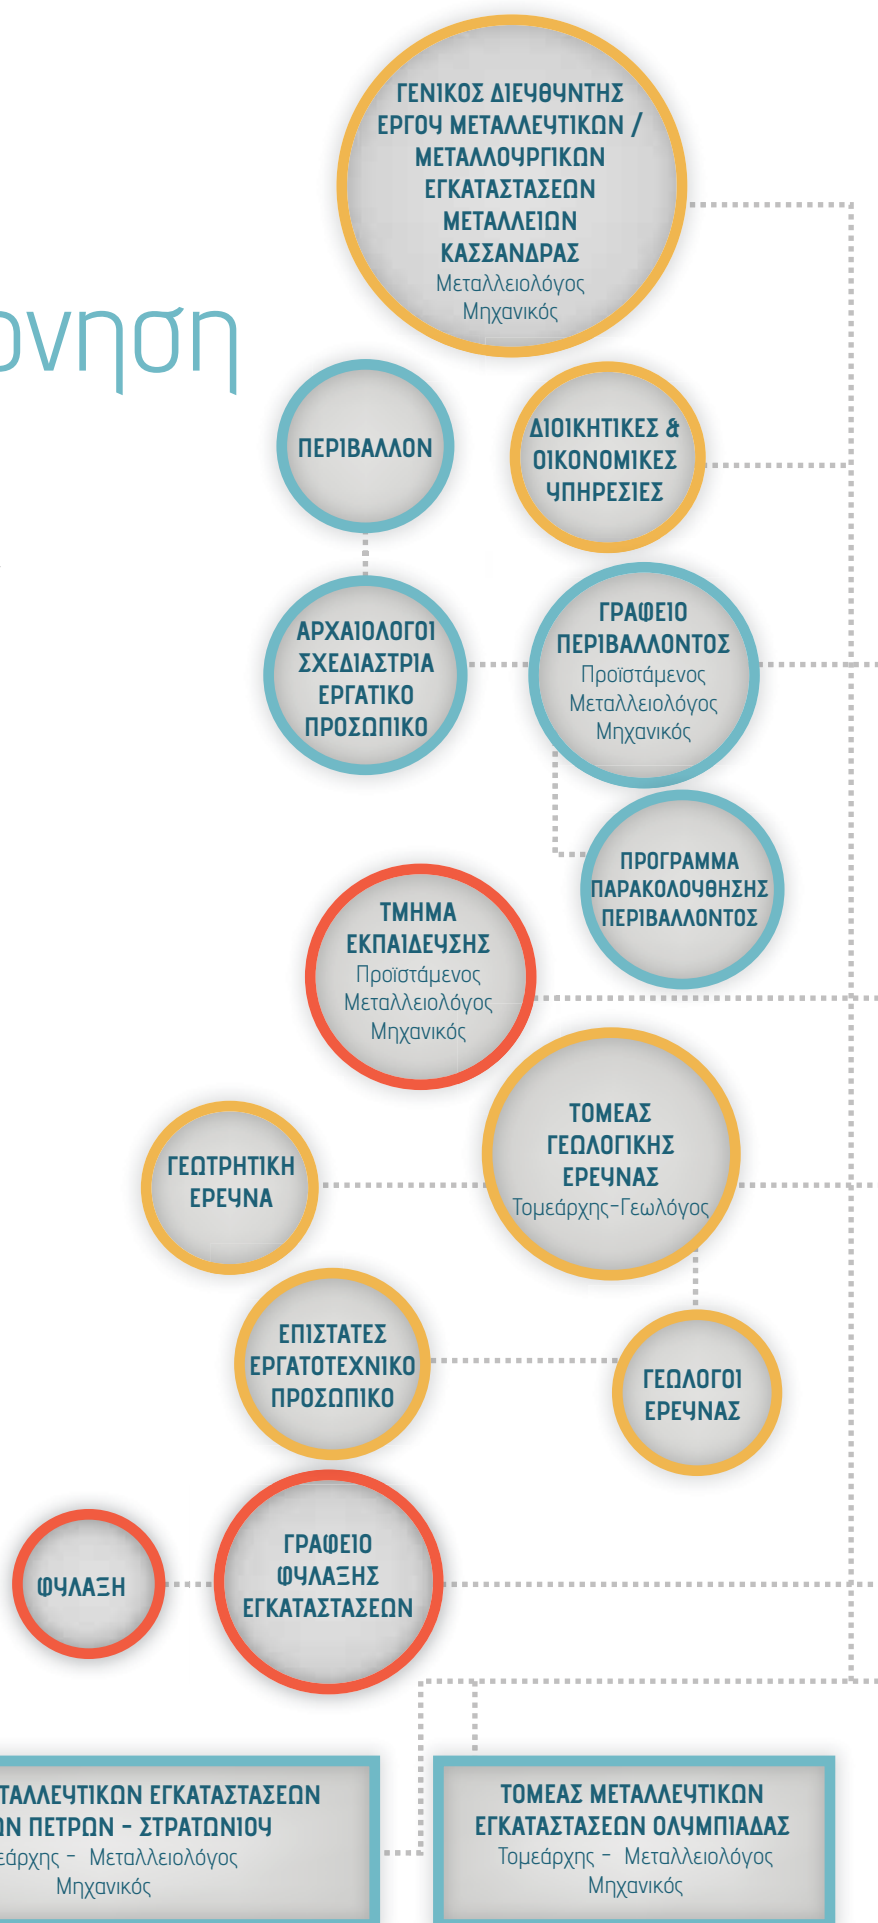 ΓΕΝΙΚΟΣ ΔΙΕΥΘΥΝΤΗΣ
ΕΡΓΟΥ ΜΕΤΑΛΛΕΥΤΙΚΩΝ /
ΜΕΤΑΛΛΟΥΡΓΙΚΩΝ
ΕΓΚΑΤΑΣΤΑΣΕΩΝ
ΜΕΤΑΛΛΕΙΩΝ
ΚΑΣΣΑΝΔΡΑΣ
Μεταλλειολόγος
Μηχανικός
ΠΕΡΙΒΑΛΛΟΝ
ΔΙΟΙΚΗΤΙΚΕΣ &
ΟΙΚΟΝΟΜΙΚΕΣ
ΥΠΗΡΕΣΙΕΣ
ΑΡΧΑΙΟΛΟΓΟΙ
ΣΧΕΔΙΑΣΤΡΙΑ
ΕΡΓΑΤΙΚΟ
ΠΡΟΣΩΠΙΚΟ
ΓΡΑΦΕΙΟ
ΠΕΡΙΒΑΛΛΟΝΤΟΣ
Προϊστάμενος
Μεταλλειολόγος
Μηχανικός
ΠΡΟΓΡΑΜΜΑ
ΠΑΡΑΚΟΛΟΥΘΗΣΗΣ
ΠΕΡΙΒΑΛΛΟΝΤΟΣ
ΤΜΗΜΑ
ΕΚΠΑΙΔΕΥΣΗΣ
Προϊστάμενος
Μεταλλειολόγος
Μηχανικός
ΤΟΜΕΑΣ
ΓΕΩΛΟΓΙΚΗΣ
ΕΡΕΥΝΑΣ
Τομεάρχης-Γεωλόγος
ΓΕΩΤΡΗΤΙΚΗ
ΕΡΕΥΝΑ
ΕΠΙΣΤΑΤΕΣ
ΕΡΓΑΤΟΤΕΧΝΙΚΟ
ΠΡΟΣΩΠΙΚΟ
ΓΕΩΛΟΓΟΙ
ΕΡΕΥΝΑΣ
ΓΡΑΦΕΙΟ
ΦΥΛΑΞΗΣ
ΕΓΚΑΤΑΣΤΑΣΕΩΝ
ΦΥΛΑΞΗ
ΕΓΚΑΤΑΣΤΑΣΕΩΝ
ΠΕΤΡΩΝ - ΣΤΡΑΤΩΝΙΟΥ
- Μεταλλειολόγος
Μηχανικός
ΤΟΜΕΑΣ ΜΕΤΑΛΛΕΥΤΙΚΩΝ
ΕΓΚΑΤΑΣΤΑΣΕΩΝ ΟΛΥΜΠΙΑΔΑΣ
Τομεάρχης - Μεταλλειολόγος
Μηχανικός